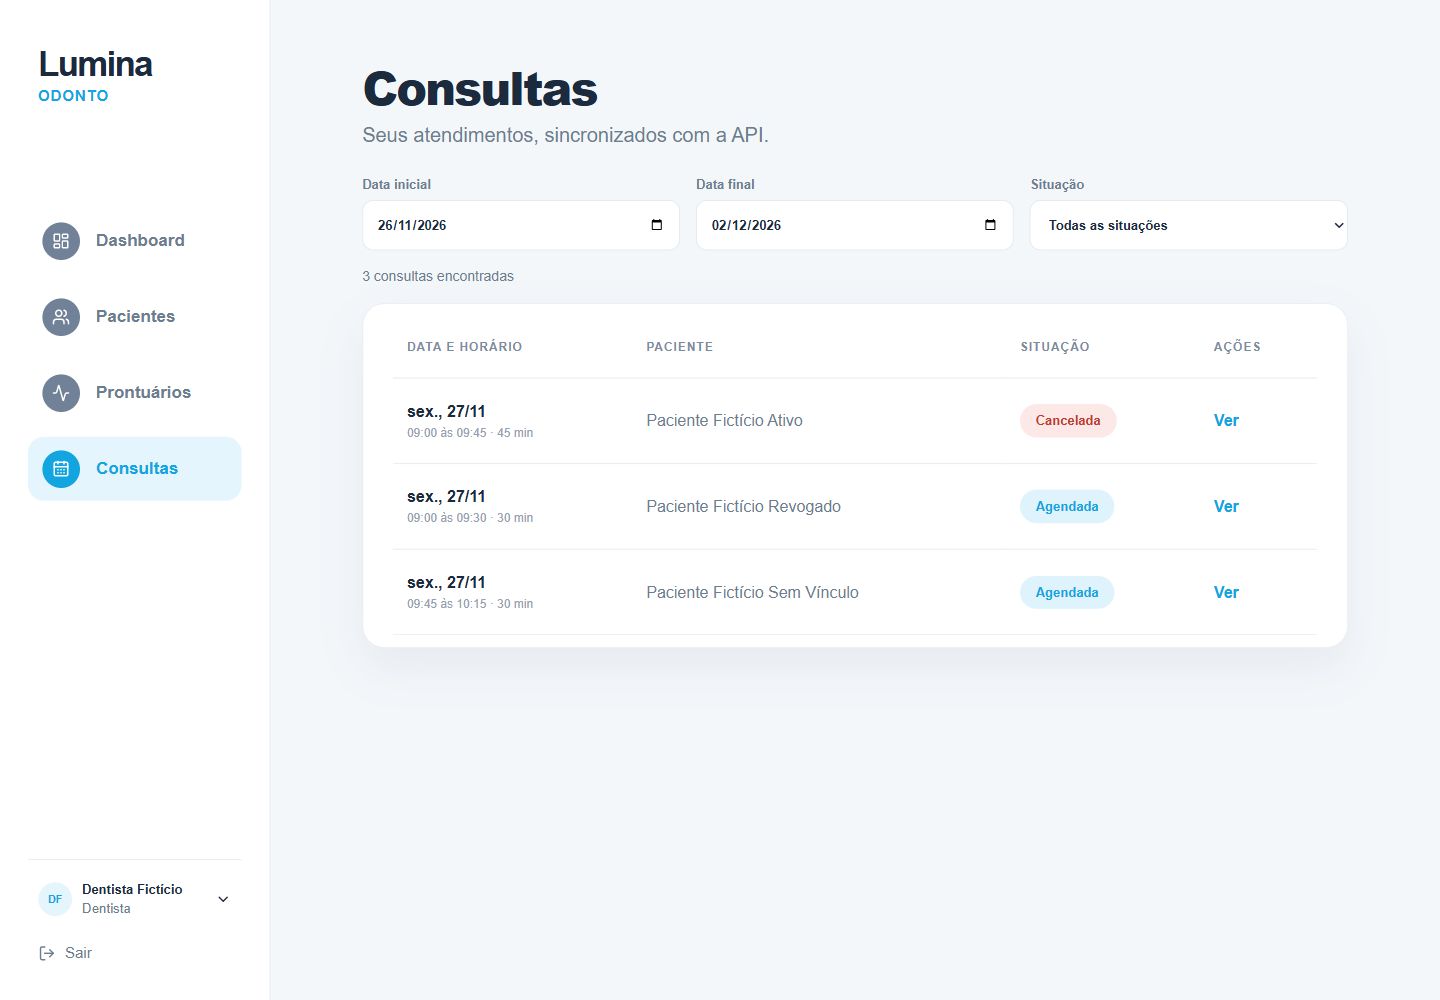 Lumina
ODONTO
Dashboard
Pacientes
Prontuários
Consultas
DF
Dentista Fictício
Dentista
Sair
Consultas
Seus atendimentos, sincronizados com a API.
Data inicial
Data final
Situação
26/11/2026
02/12/2026
Todas as situações
3 consultas encontradas
DATA E HORÁRIO
PACIENTE
SITUAÇÃO
AÇÕES
sex., 27/11
09:00 às 09:45 · 45 min
Paciente Fictício Ativo
Cancelada
Ver
sex., 27/11
09:00 às 09:30 · 30 min
Paciente Fictício Revogado
Agendada
Ver
sex., 27/11
09:45 às 10:15 · 30 min
Paciente Fictício Sem Vínculo
Agendada
Ver